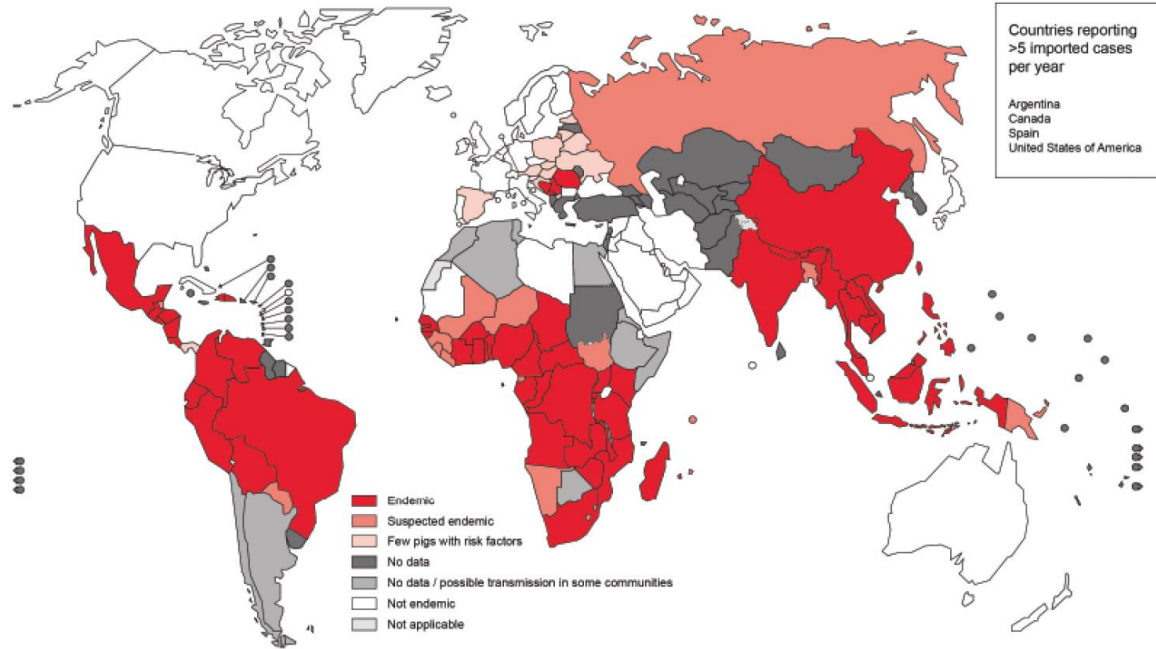 Countries reporting
>5 imported cases
per year
Argentina
Canada
Spain
United States of America
Endemic
Suspected endemic
Few pigs with risk factors
No data
No data / possible transmission in some communities
Not endemic
Not applicable